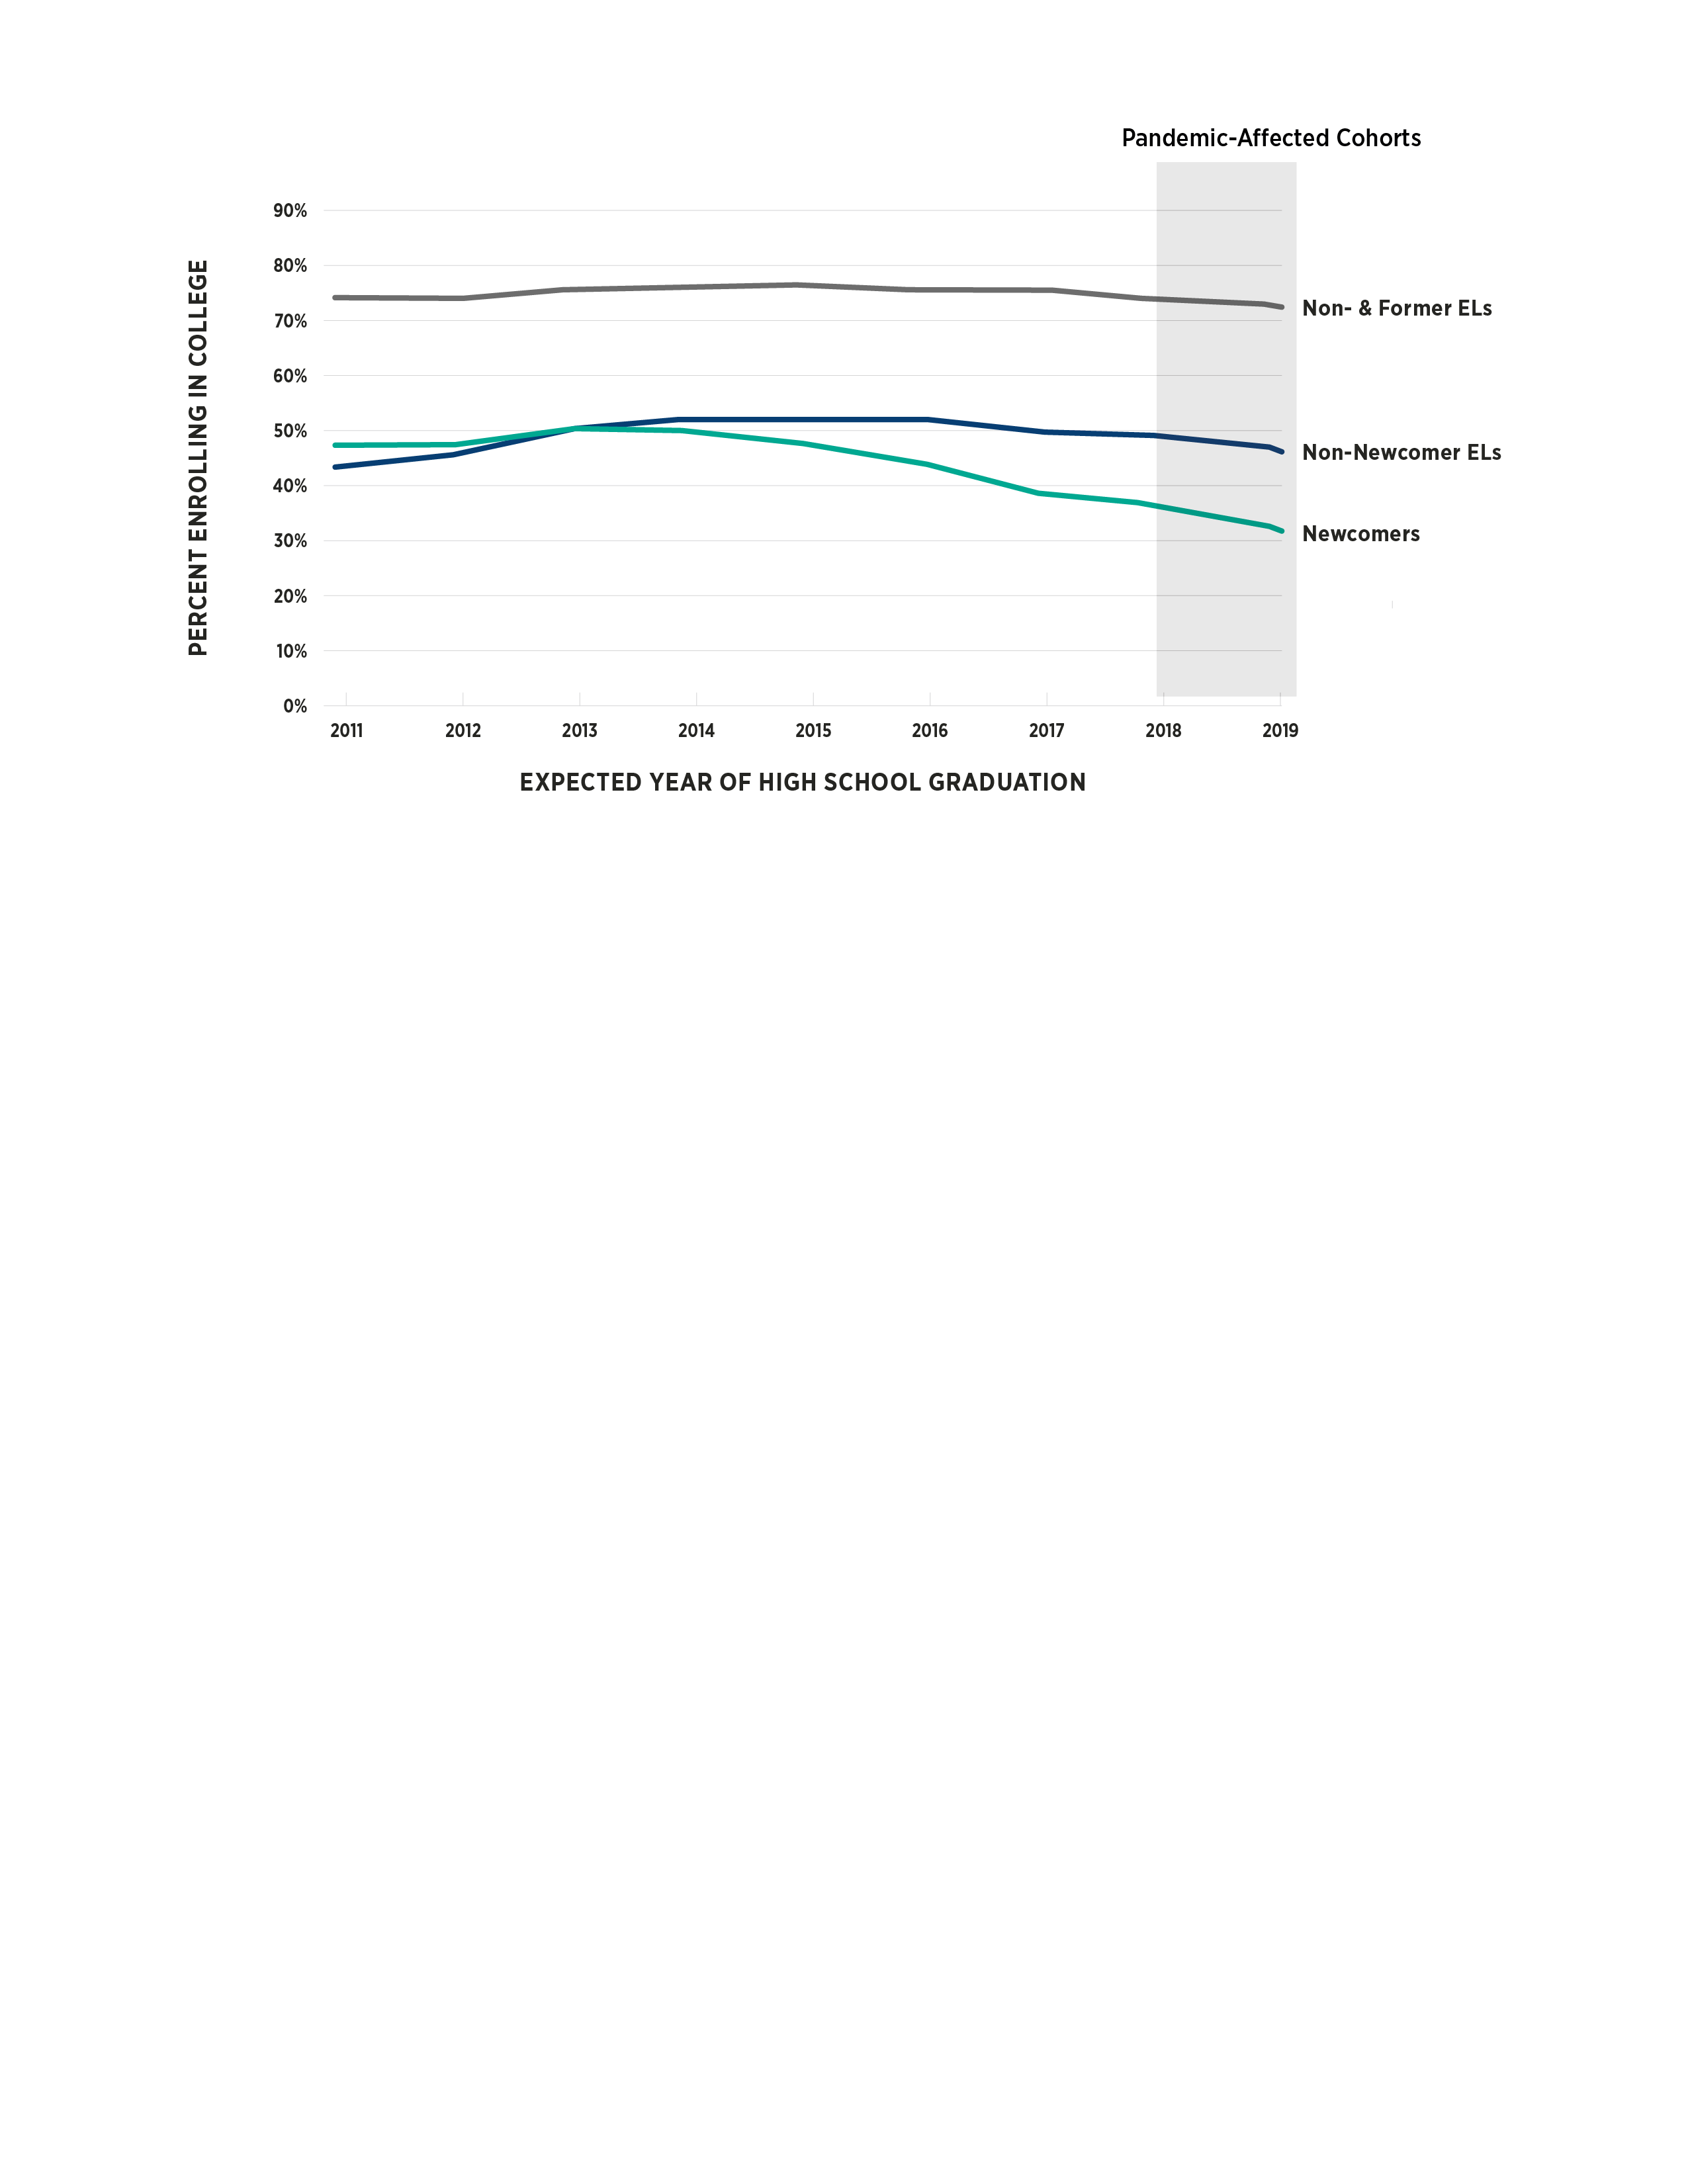 Pandemic-Affected Cohorts
PERCENT ENROLLING IN COLLEGE
90%
80%
70%
60%
50%
40%
30%
20%
10%
0%
Non- & Former ELs
Non-Newcomer ELs
Newcomers
2011 2012 2013 2014 2015 2016 2017 2018 2019
EXPECTED YEAR OF HIGH SCHOOL GRADUATION